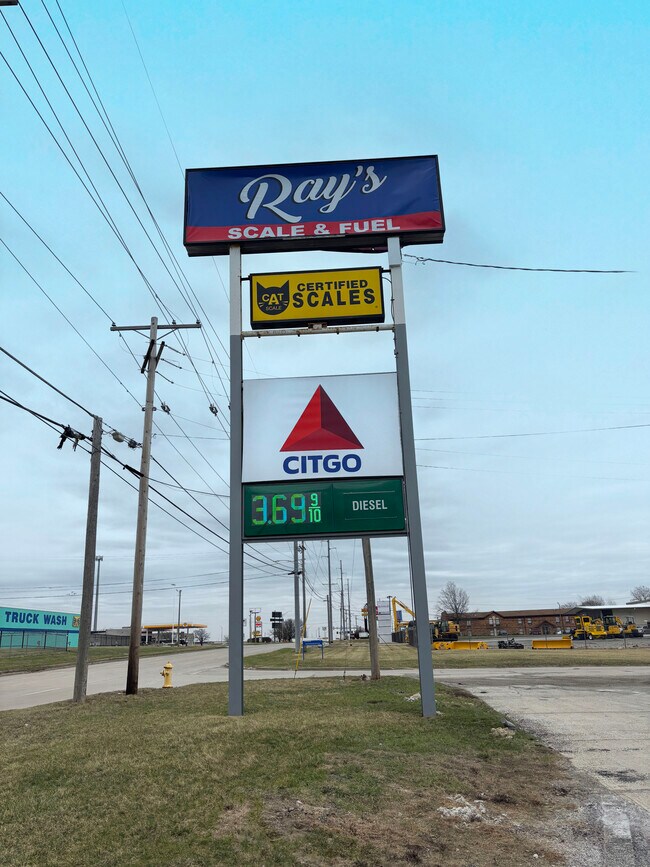 Ray's
SCALE & FUEL
CAT
SCALE
CERTIFIED
SCALES
CITGO
3.69 9/10
DIESEL
TRUCK WASH